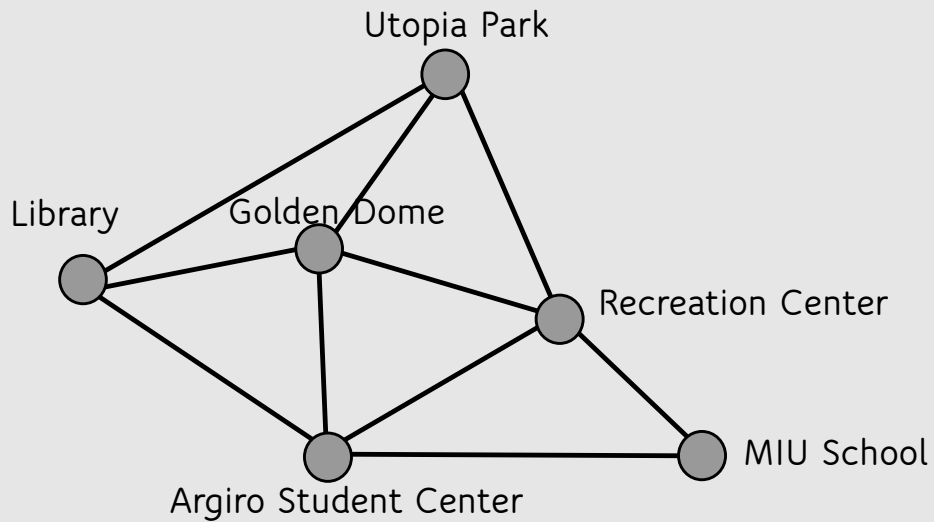 Utopia Park
Library
Golden Dome
Recreation Center
MIU School
Argiro Student Center